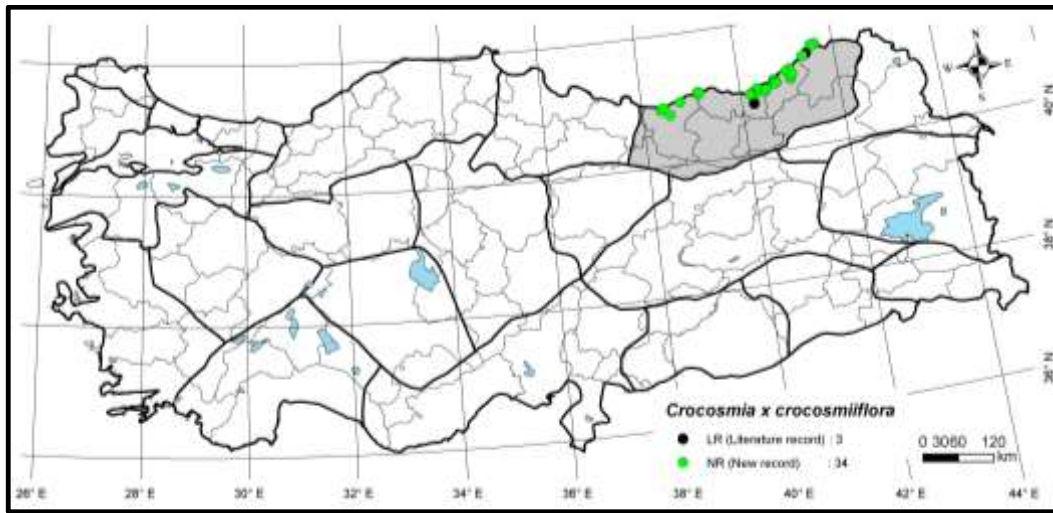 N
W E
S
40° N
38° N
36° N
Crocosmia x crocosmiiflora
LR (Literature record) : 3
NR (New record) : 34
0 3060 120
km
26° E 28° E 30° E 32° E 34° E 36° E 38° E 40° E 42° E 44° E